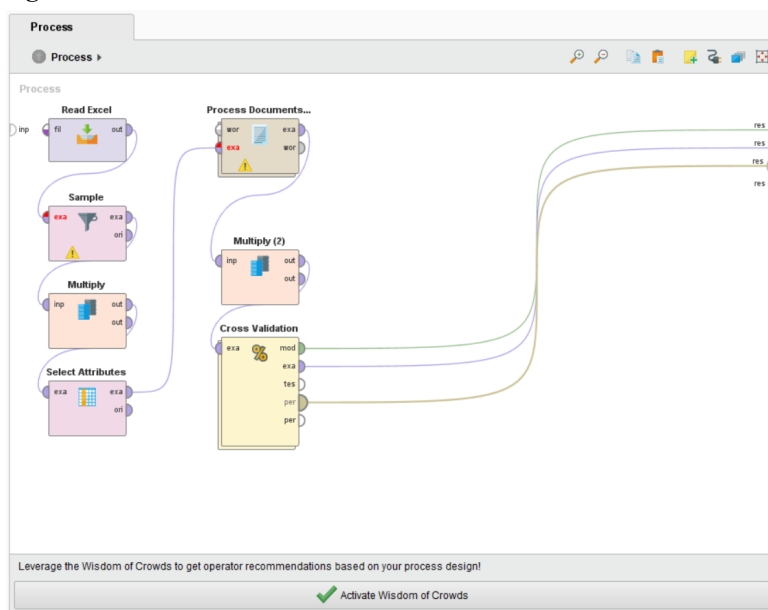 Process
Process
Process
Read Excel
inp
fil
out
Sample
exa
exa
ori
Multiply
inp
out
out
Select Attributes
exa
exa
ori
Process Documents...
wor
exa
exa
wor
Multiply (2)
inp
out
out
Cross Validation
exa
%
mod
exa
tes
per
per
res
res
res
res
Leverage the Wisdom of Crowds to get operator recommendations based on your process design!
Activate Wisdom of Crowds